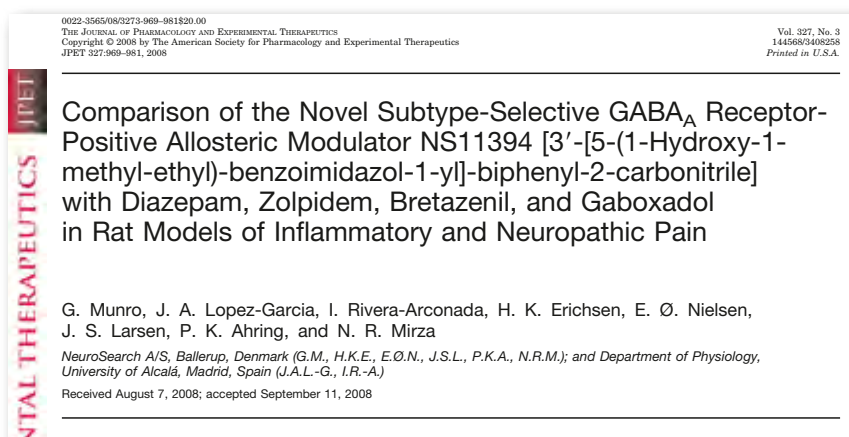 0022-3565/08/3273-969–981$20.00
THE JOURNAL OF PHARMACOLOGY AND EXPERIMENTAL THERAPEUTICS
Copyright © 2008 by The American Society for Pharmacology and Experimental Therapeutics
JPET 327:969–981, 2008
Vol. 327, No. 3
144568/3408258
Printed in U.S.A.
JPET
NTAL THERAPEUTICS
Comparison of the Novel Subtype-Selective GABAA Receptor-
Positive Allosteric Modulator NS11394 [3′-[5-(1-Hydroxy-1-
methyl-ethyl)-benzoimidazol-1-yl]-biphenyl-2-carbonitrile]
with Diazepam, Zolpidem, Bretazenil, and Gaboxadol
in Rat Models of Inflammatory and Neuropathic Pain
G. Munro, J. A. Lopez-Garcia, I. Rivera-Arconada, H. K. Erichsen, E. Ø. Nielsen,
J. S. Larsen, P. K. Ahring, and N. R. Mirza
NeuroSearch A/S, Ballerup, Denmark (G.M., H.K.E., E.Ø.N., J.S.L., P.K.A., N.R.M.); and Department of Physiology,
University of Alcalá, Madrid, Spain (J.A.L.-G., I.R.-A.)
Received August 7, 2008; accepted September 11, 2008